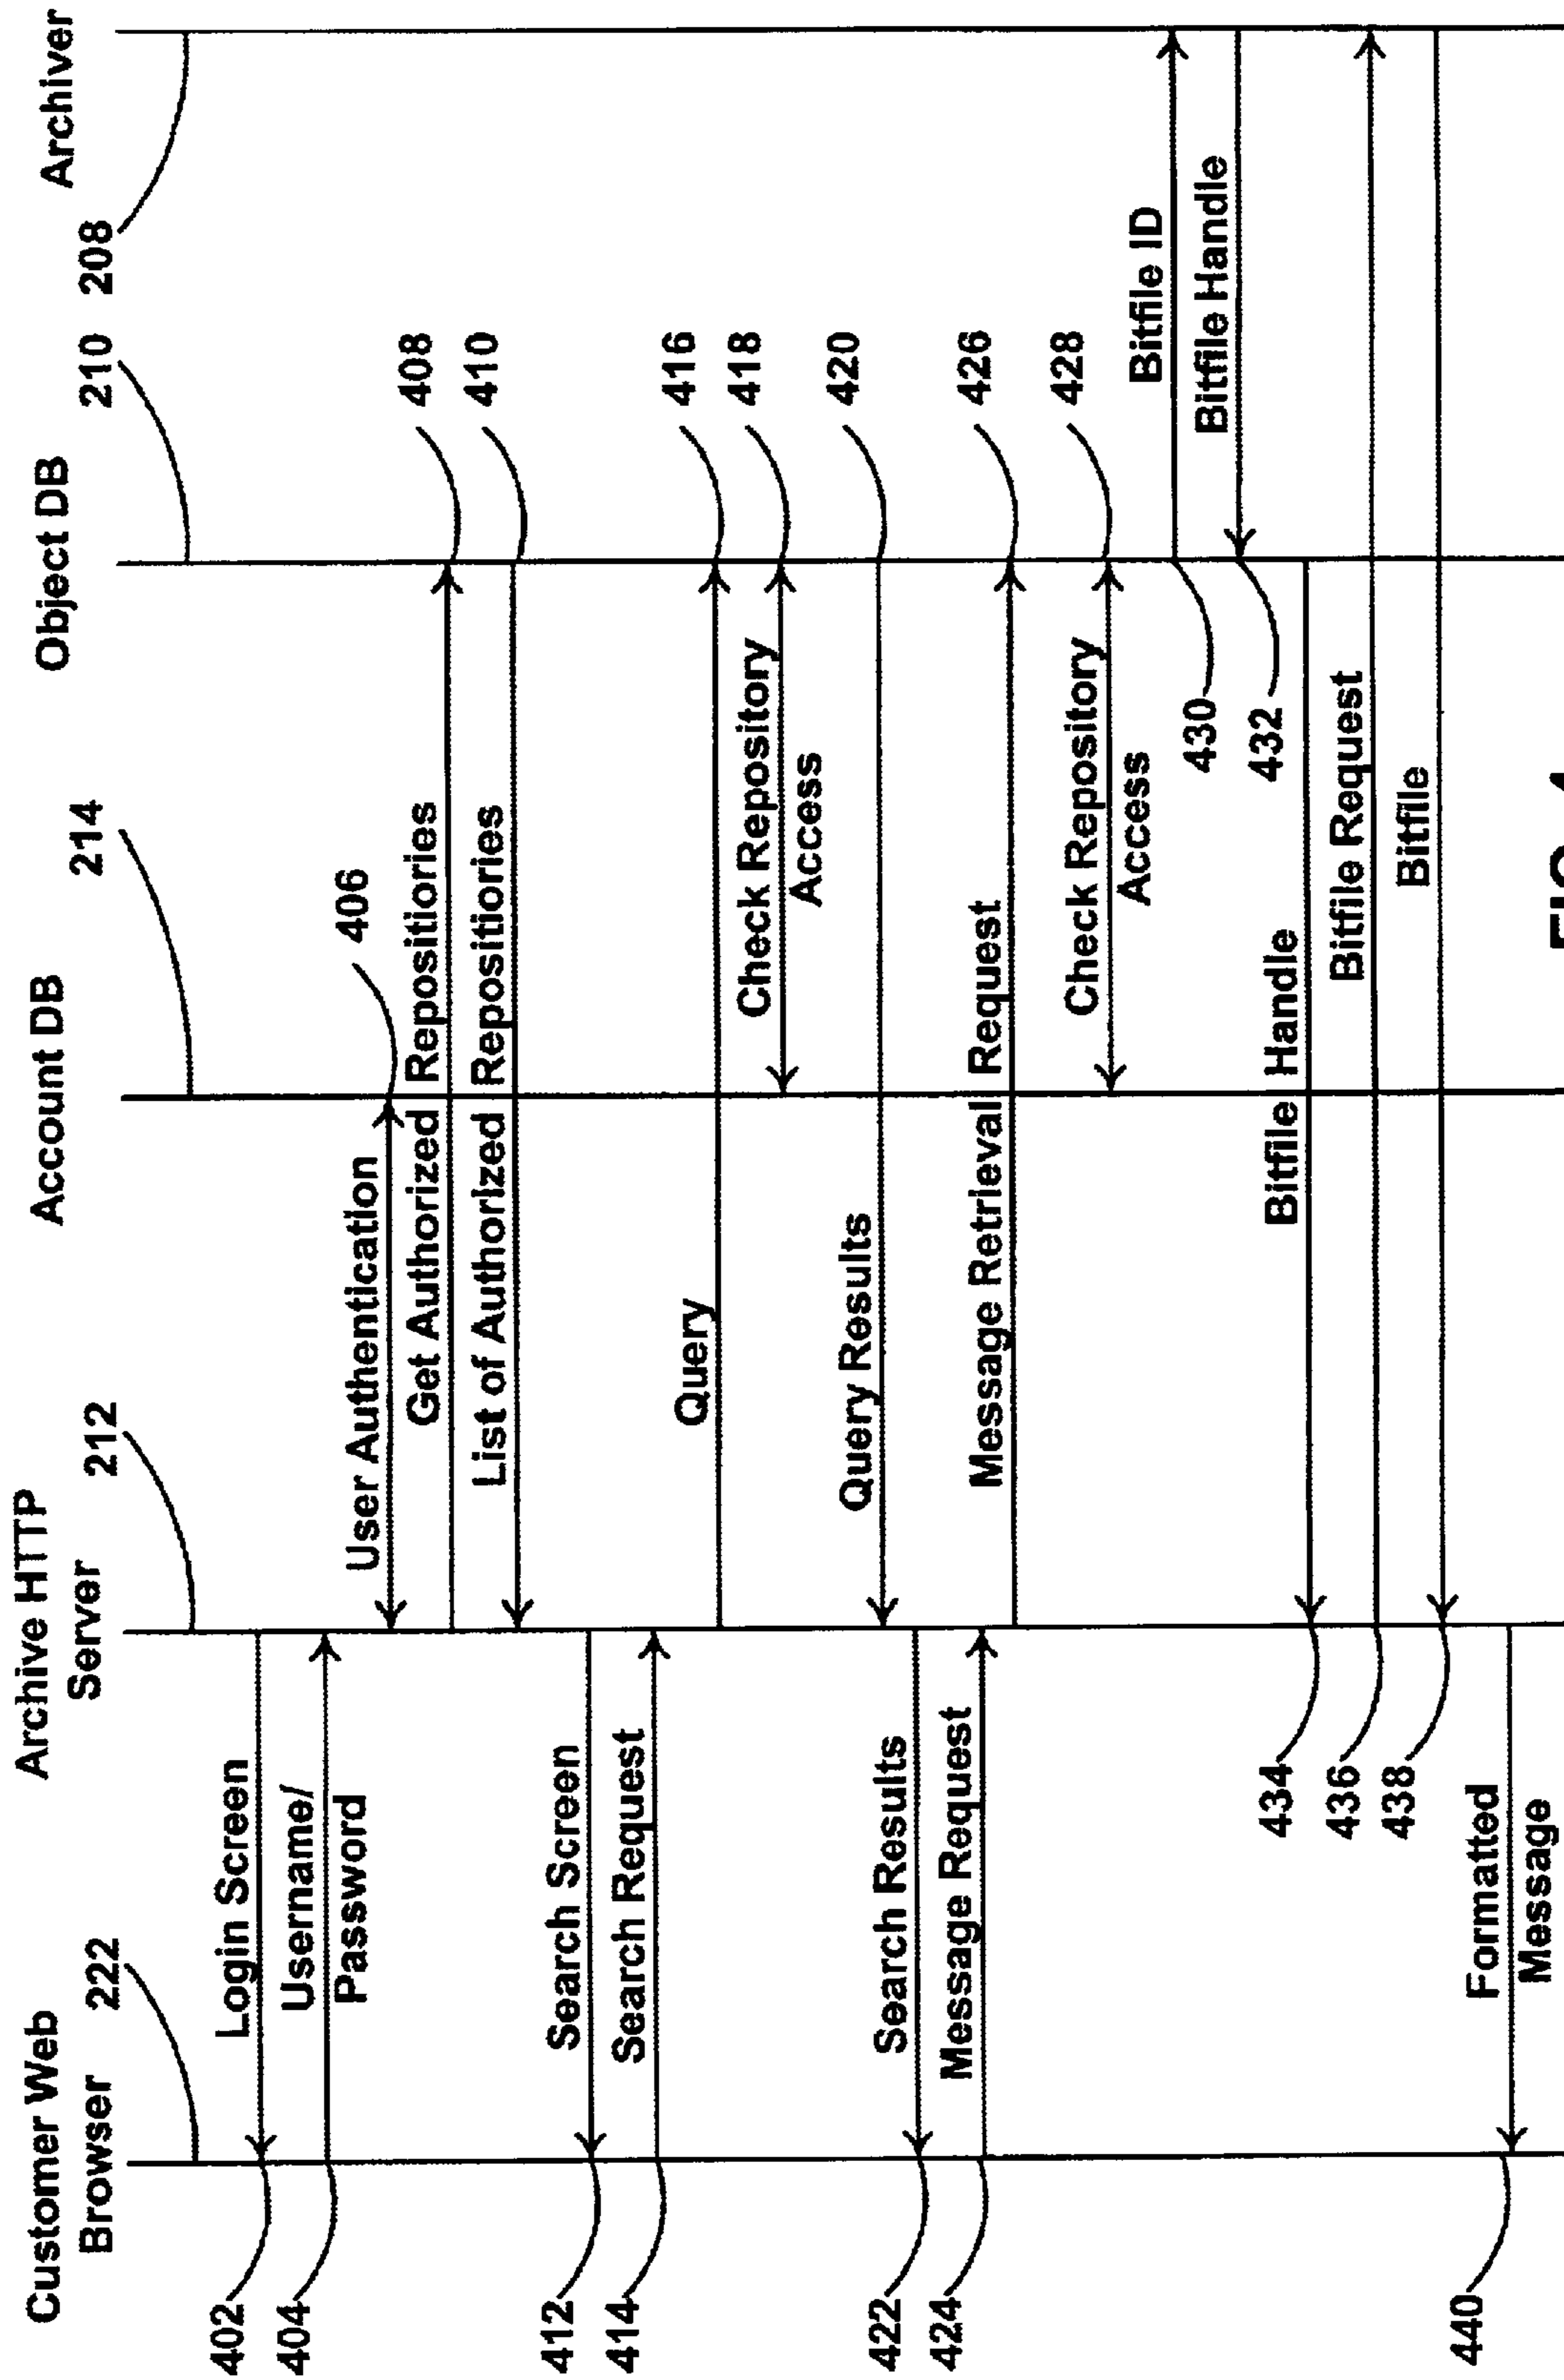 Customer Web
Browser
222
Archive HTTP
Server
212
Account DB
214
Object DB
210
Archiver
208
402
Login Screen
404
Username/
Password
User Authentication
406
Get Authorized Repositiories
408
List of Authorized Repositiories
410
412
Search Screen
414
Search Request
Query
416
Check Repository
Access
418
Query Results
420
422
Search Results
424
Message Request
Message Retrieval Request
426
Check Repository
Access
428
Bitfile ID
430
Bitfile Handle
432
Bitfile Handle
434
Bitfile Request
436
Bitfile
438
440
Formatted
Message